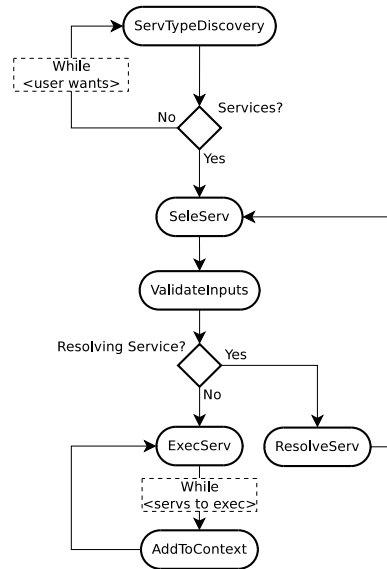 ServTypeDiscovery
While
<user wants>
Services?
No
Yes
SeleServ
ValidateInputs
Resolving Service?
Yes
No
ExecServ
ResolveServ
While
<servs to exec>
AddToContext